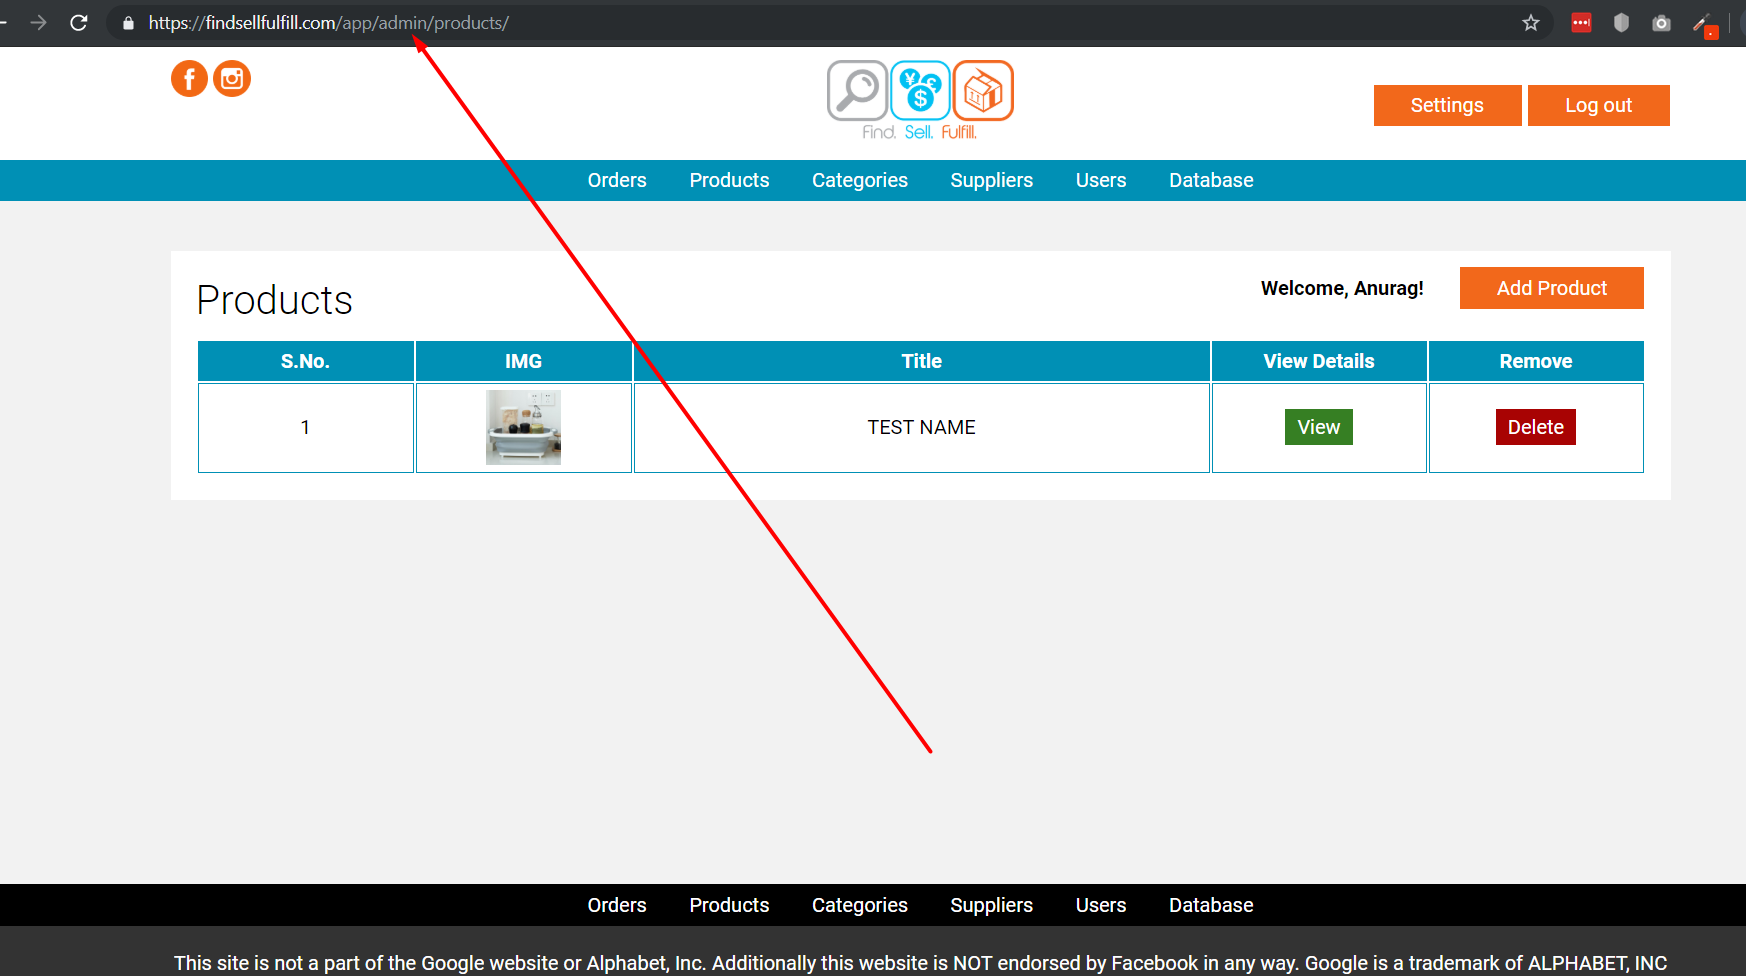 https://findsellfulfill.com/app/admin/products/
¥ £ $
Find. Sell. Fulfill.
Settings Log out
Orders Products Categories Suppliers Users Database
Products
Welcome, Anurag!
Add Product
S.No. IMG Title View Details Remove
1 TEST NAME View Delete
Orders Products Categories Suppliers Users Database
This site is not a part of the Google website or Alphabet, Inc. Additionally this website is NOT endorsed by Facebook in any way. Google is a trademark of ALPHABET, INC